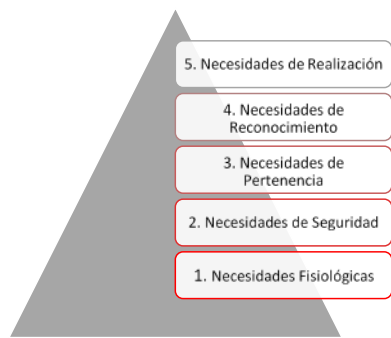 5. Necesidades de Realización
4. Necesidades de
Reconocimiento
3. Necesidades de
Pertenencia
2. Necesidades de Seguridad
1. Necesidades Fisiológicas